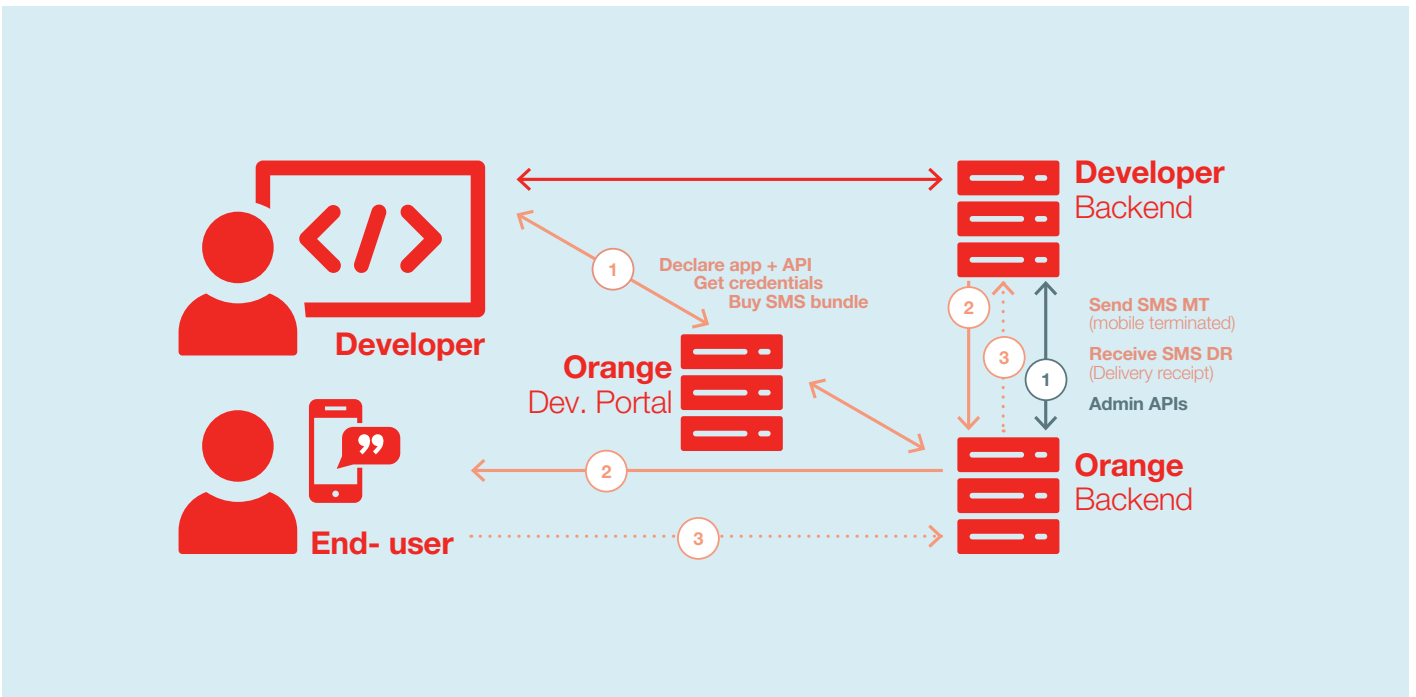 </>
Developer
Backend
1
Declare app + API
Get credentials
Buy SMS bundle
2
Send SMS MT
(mobile terminated)
Developer
3
Receive SMS DR
(Delivery receipt)
Orange
Dev. Portal
1
Admin APIs
”
2
Orange
Backend
End- user
3